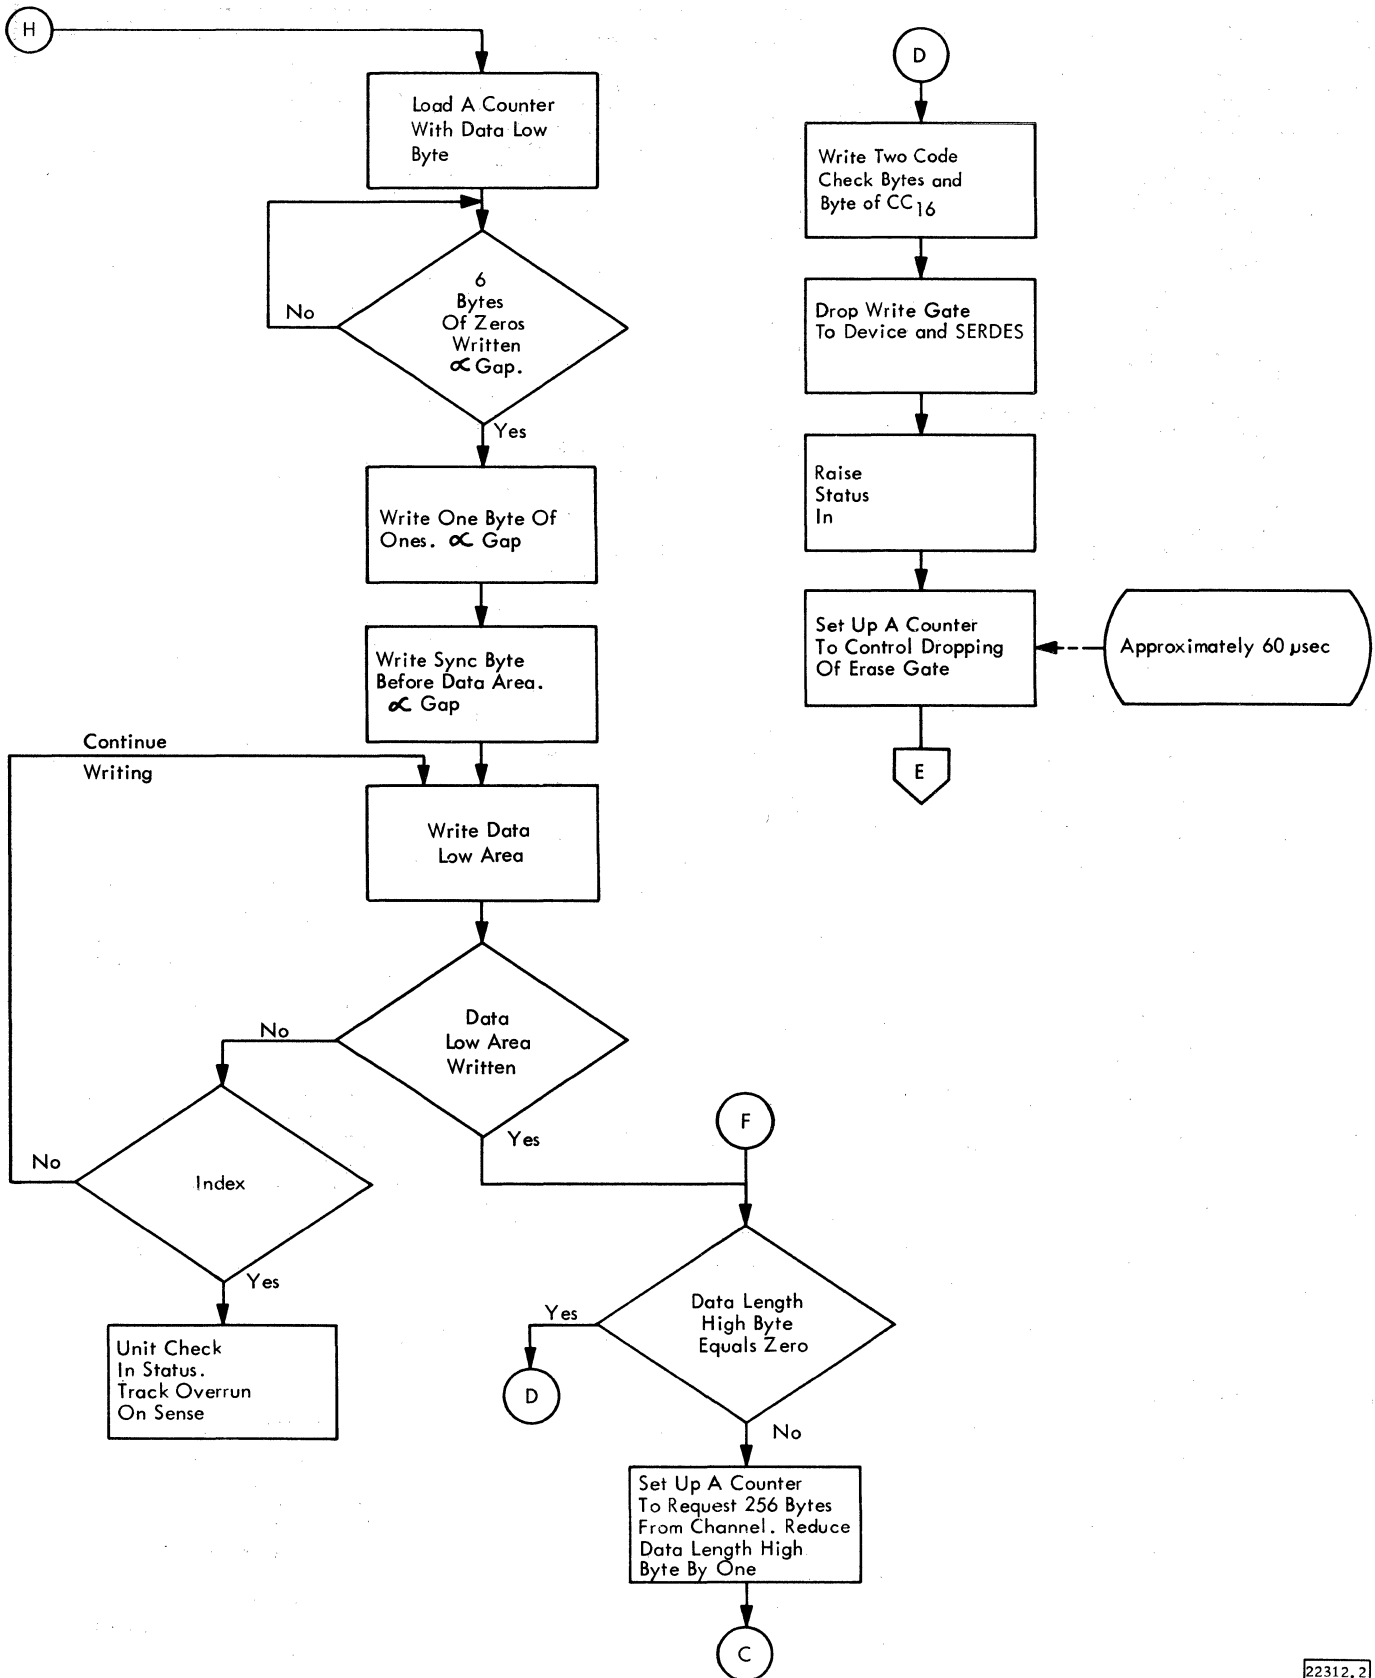 H
Load A Counter
With Data Low
Byte
6
Bytes
Of Zeros
Written
∝ Gap.
No
Yes
Write One Byte Of
Ones. ∝ Gap
Write Sync Byte
Before Data Area.
∝ Gap
Continue
Writing
Write Data
Low Area
Data
Low Area
Written
No
Yes
Index
No
Yes
Unit Check
In Status.
Track Overrun
On Sense
F
Data Length
High Byte
Equals Zero
Yes
D
No
Set Up A Counter
To Request 256 Bytes
From Channel. Reduce
Data Length High
Byte By One
C
D
Write Two Code
Check Bytes and
Byte of CC16
Drop Write Gate
To Device and SERDES
Raise
Status
In
Set Up A Counter
To Control Dropping
Of Erase Gate
Approximately 60 µsec
E
22312.2